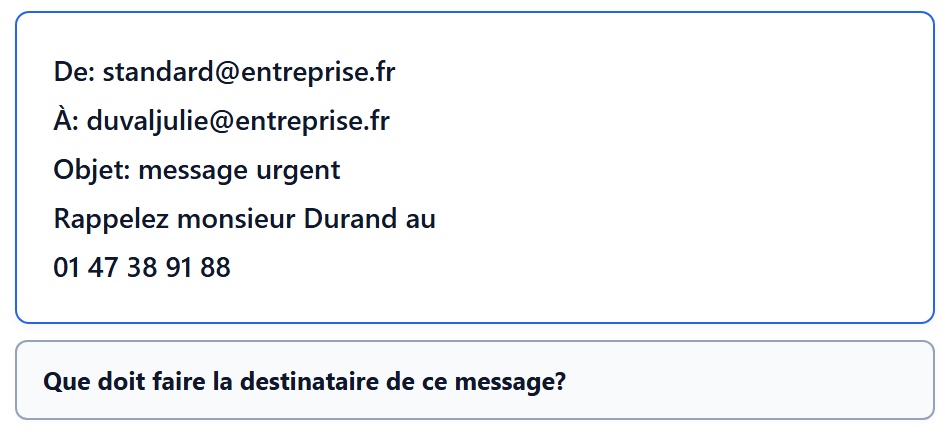 De: standard@entreprise.fr
À: duvaljulie@entreprise.fr
Objet: message urgent
Rappelez monsieur Durand au
01 47 38 91 88
Que doit faire la destinataire de ce message?